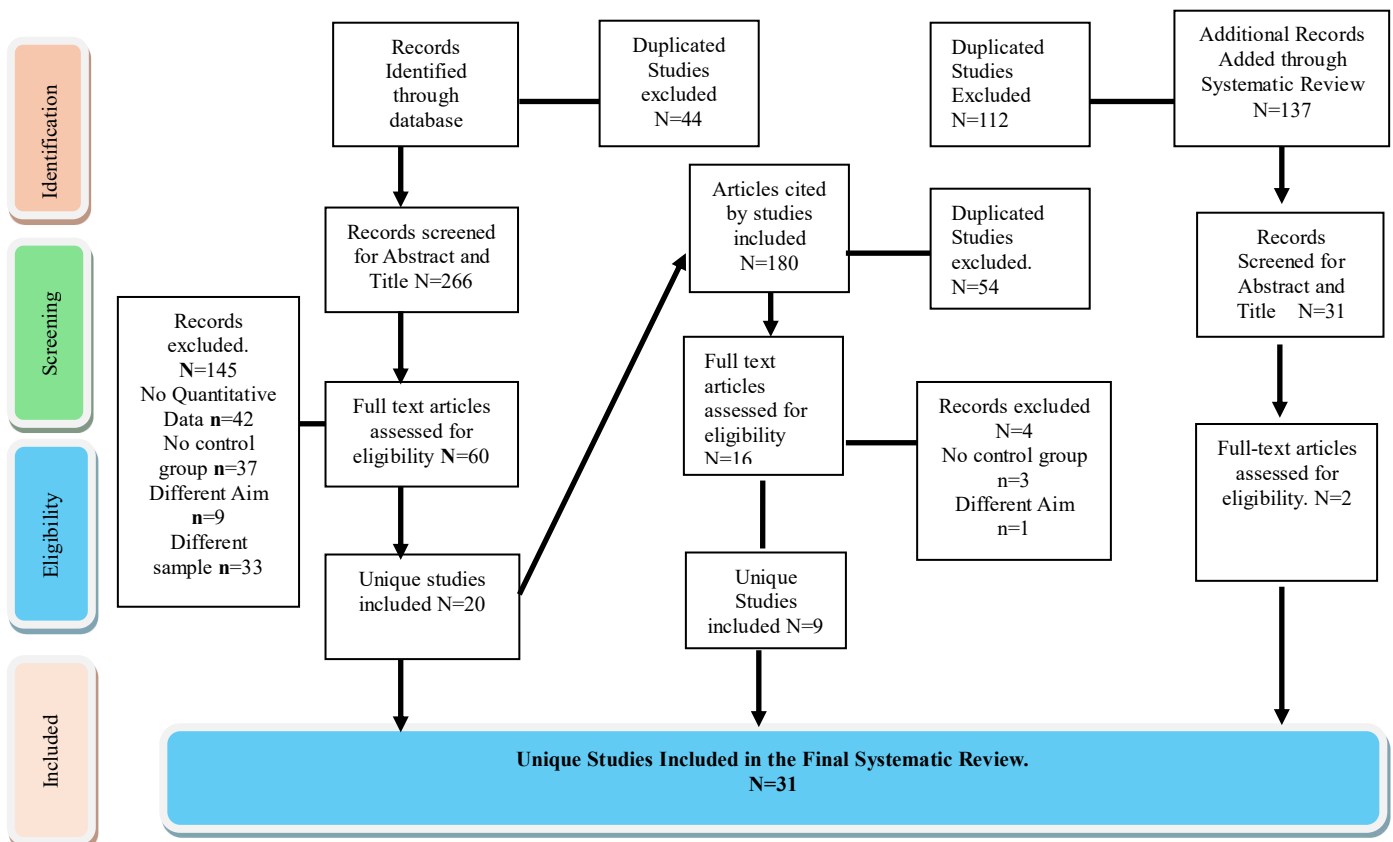 Identification
Screening
Eligibility
Included
Records
Identified
through
database
Duplicated
Studies
excluded
N=44
Duplicated
Studies
Excluded
N=112
Additional Records
Added through
Systematic Review
N=137
Records screened
for Abstract and
Title N=266
Articles cited
by studies
included
N=180
Duplicated
Studies
excluded.
N=54
Records
Screened for
Abstract and
Title N=31
Records
excluded.
N=145
No Quantitative
Data n=42
No control
group n=37
Different Aim
n=9
Different
sample n=33
Full text articles
assessed for
eligibility N=60
Full text
articles
assessed for
eligibility
N=16
Records excluded
N=4
No control group
n=3
Different Aim
n=1
Full-text articles
assessed for
eligibility. N=2
Unique studies
included N=20
Unique
Studies
included N=9
Unique Studies Included in the Final Systematic Review.
N=31